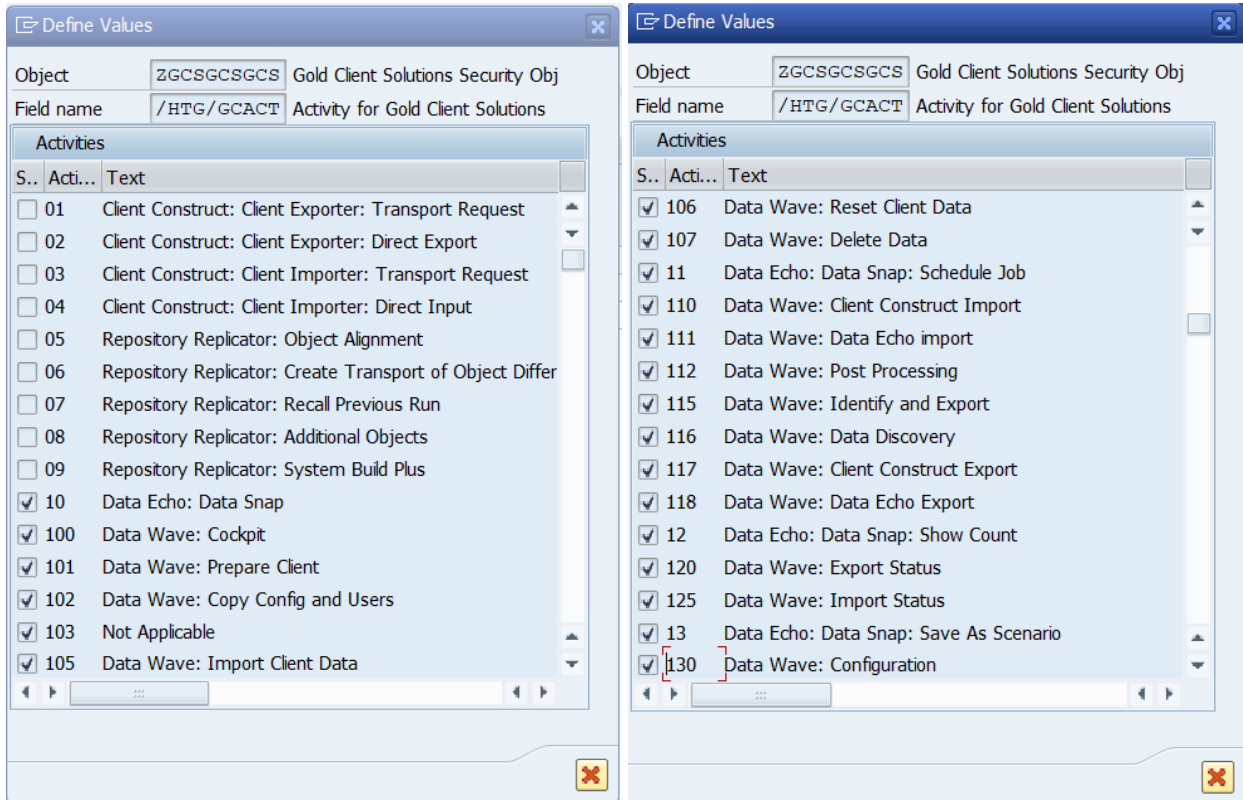 Define Values
Object ZGCSGCSGCS Gold Client Solutions Security Obj
Field name /HTG/GCACT Activity for Gold Client Solutions
Activities
S.. Acti... Text
01 Client Construct: Client Exporter: Transport Request
02 Client Construct: Client Exporter: Direct Export
03 Client Construct: Client Importer: Transport Request
04 Client Construct: Client Importer: Direct Input
05 Repository Replicator: Object Alignment
06 Repository Replicator: Create Transport of Object Differ
07 Repository Replicator: Recall Previous Run
08 Repository Replicator: Additional Objects
09 Repository Replicator: System Build Plus
10 Data Echo: Data Snap
100 Data Wave: Cockpit
101 Data Wave: Prepare Client
102 Data Wave: Copy Config and Users
103 Not Applicable
105 Data Wave: Import Client Data
Define Values
Object ZGCSGCSGCS Gold Client Solutions Security Obj
Field name /HTG/GCACT Activity for Gold Client Solutions
Activities
S.. Acti... Text
106 Data Wave: Reset Client Data
107 Data Wave: Delete Data
11 Data Echo: Data Snap: Schedule Job
110 Data Wave: Client Construct Import
111 Data Wave: Data Echo import
112 Data Wave: Post Processing
115 Data Wave: Identify and Export
116 Data Wave: Data Discovery
117 Data Wave: Client Construct Export
118 Data Wave: Data Echo Export
12 Data Echo: Data Snap: Show Count
120 Data Wave: Export Status
125 Data Wave: Import Status
13 Data Echo: Data Snap: Save As Scenario
130 Data Wave: Configuration